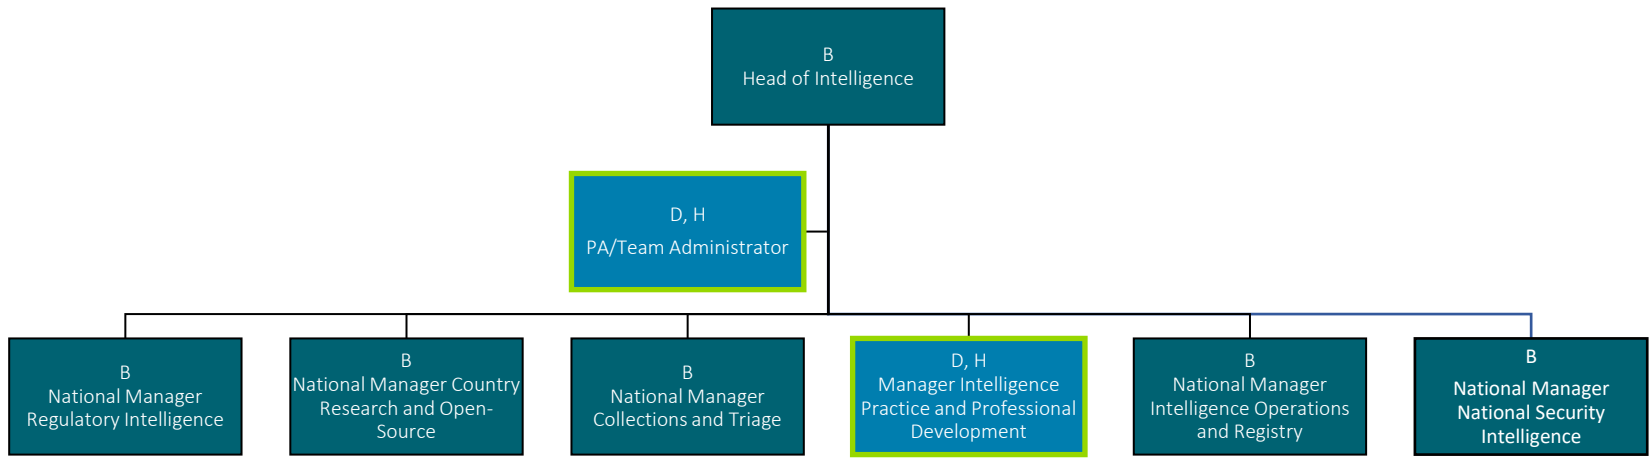 B
Head of Intelligence
D, H
PA/Team Administrator
B
National Manager
Regulatory Intelligence
B
National Manager Country
Research and Open-
Source
B
National Manager
Collections and Triage
D, H
Manager Intelligence
Practice and Professional
Development
B
National Manager
Intelligence Operations
and Registry
B
National Manager
National Security
Intelligence